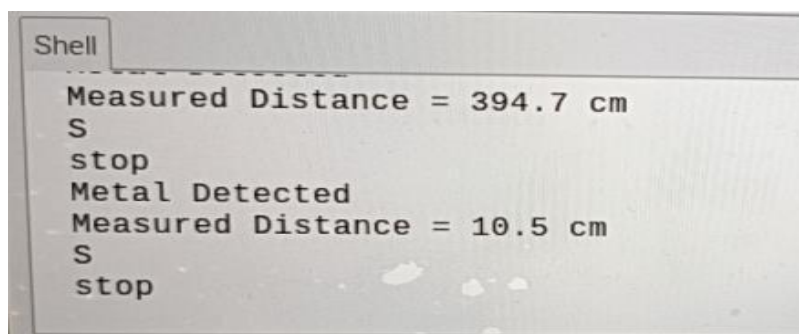 Shell
Measured Distance = 394.7 cm
S
stop
Metal Detected
Measured Distance = 10.5 cm
S
stop